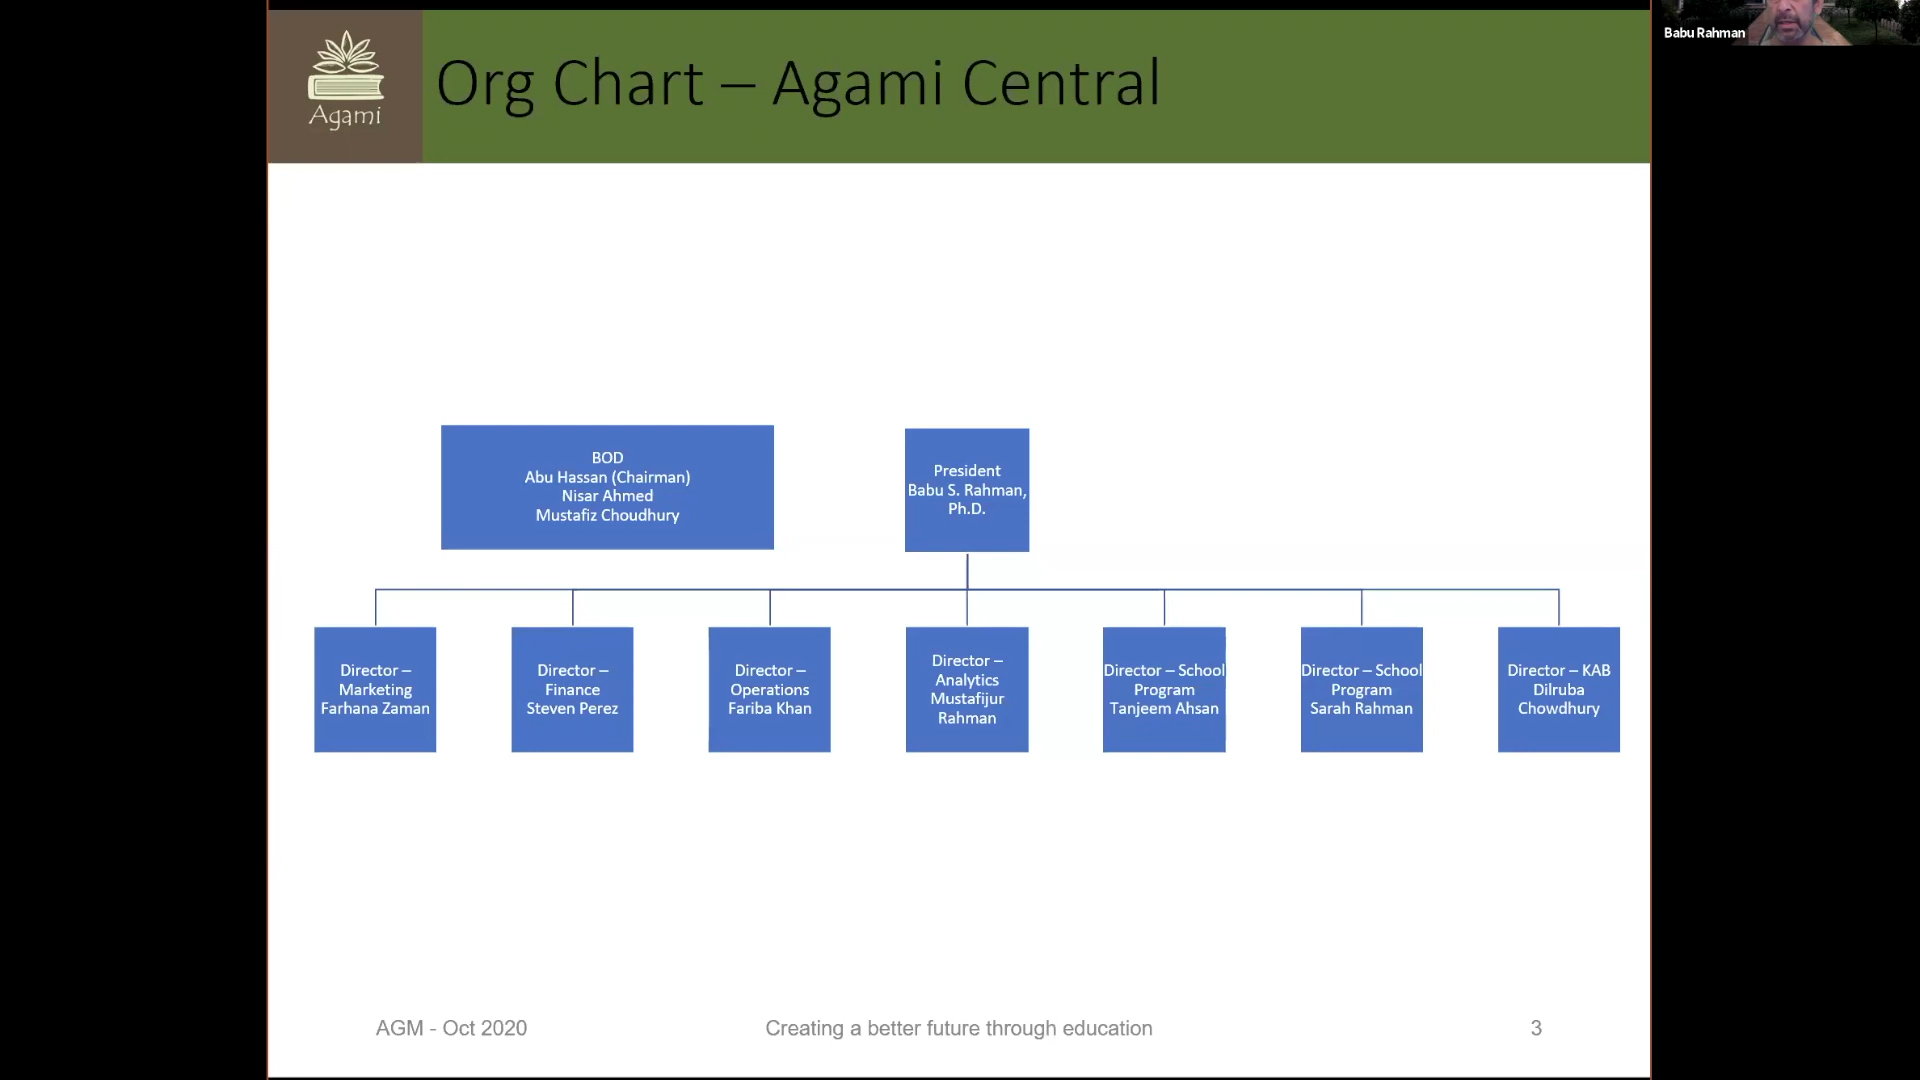 Babu Rahman
Agami
Org Chart – Agami Central
BOD
Abu Hassan (Chairman)
Nisar Ahmed
Mustafiz Choudhury
President
Babu S. Rahman,
Ph.D.
Director –
Marketing
Farhana Zaman
Director –
Finance
Steven Perez
Director –
Operations
Fariba Khan
Director –
Analytics
Mustafijur
Rahman
Director – School
Program
Tanjeem Ahsan
Director – School
Program
Sarah Rahman
Director – KAB
Dilruba
Chowdhury
AGM - Oct 2020
Creating a better future through education
3